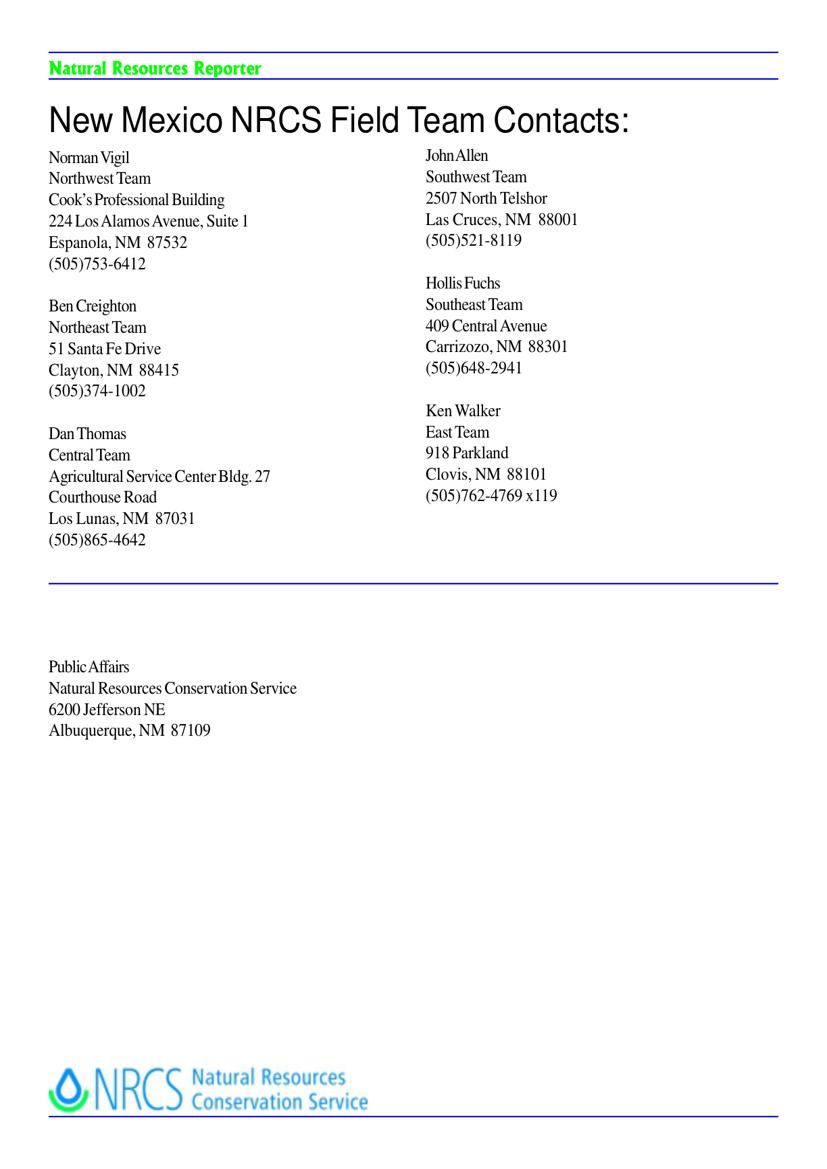 Natural Resources Reporter
New Mexico NRCS Field Team Contacts:
Norman Vigil
Northwest Team
Cook's Professional Building
224 Los Alamos Avenue, Suite 1
Espanola, NM 87532
(505)753-6412
Ben Creighton
Northeast Team
51 Santa Fe Drive
Clayton, NM 88415
(505)374-1002
Dan Thomas
Central Team
Agricultural Service Center Bldg. 27
Courthouse Road
Los Lunas, NM 87031
(505)865-4642
John Allen
Southwest Team
2507 North Telshor
Las Cruces, NM 88001
(505)521-8119
Hollis Fuchs
Southeast Team
409 Central Avenue
Carrizozo, NM 88301
(505)648-2941
Ken Walker
East Team
918 Parkland
Clovis, NM 88101
(505)762-4769 x119
Public Affairs
Natural Resources Conservation Service
6200 Jefferson NE
Albuquerque, NM 87109
NRCS Natural Resources
Conservation Service